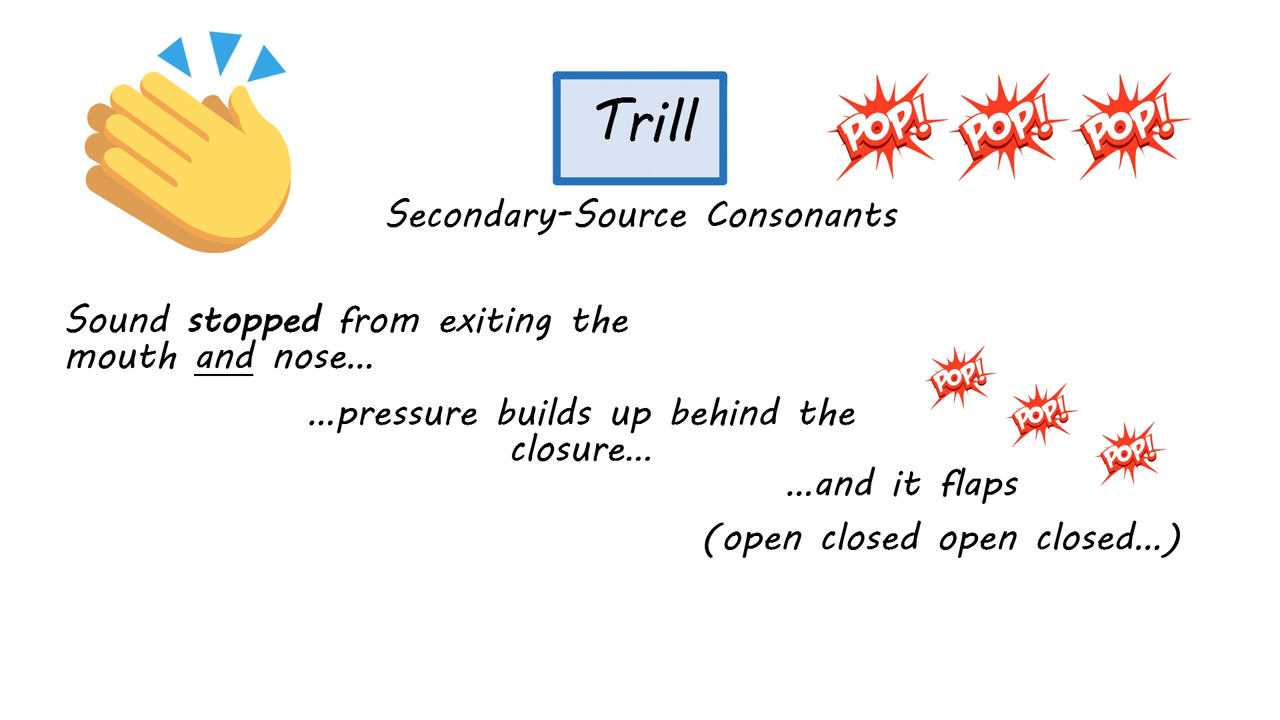 Trill
POP! POP! POP!
Secondary-Source Consonants
Sound stopped from exiting the
mouth and nose...
...pressure builds up behind the
closure...
POP!
POP!
POP!
...and it flaps
(open closed open closed...)